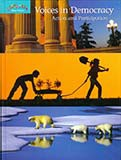 Voices in Democracy
Action and Participation